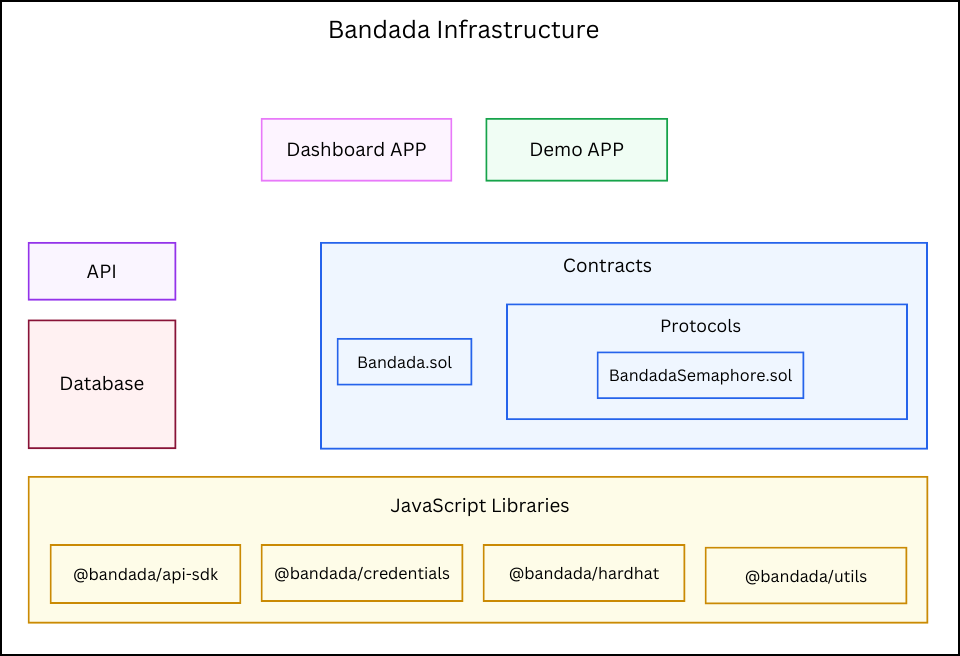 Bandada Infrastructure
Dashboard APP
Demo APP
API
Database
Contracts
Bandada.sol
Protocols
BandadaSemaphore.sol
JavaScript Libraries
@bandada/api-sdk
@bandada/credentials
@bandada/hardhat
@bandada/utils